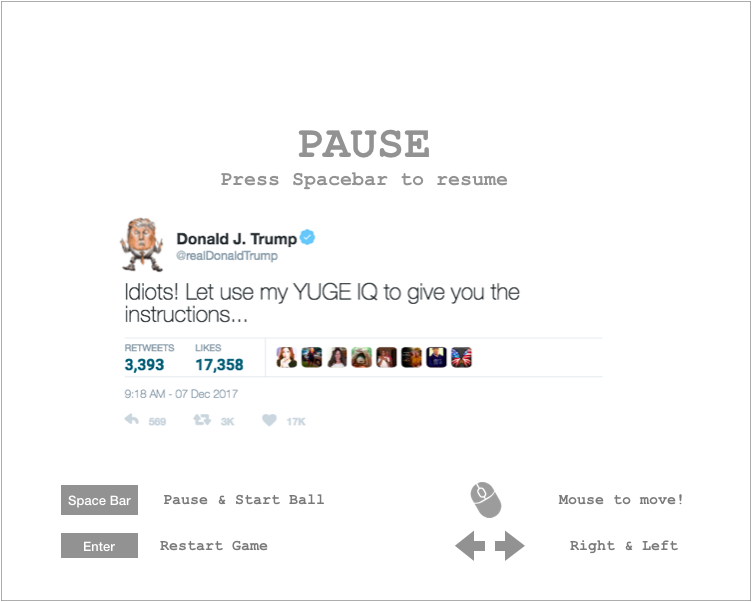 PAUSE
Press Spacebar to resume
Donald J. Trump
@realDonaldTrump
Idiots! Let use my YUGE IQ to give you the
instructions...
RETWEETS LIKES
3,393 17,358
9:18 AM - 07 Dec 2017
569 3K 17K
Space Bar Pause & Start Ball Mouse to move!
Enter Restart Game Right & Left